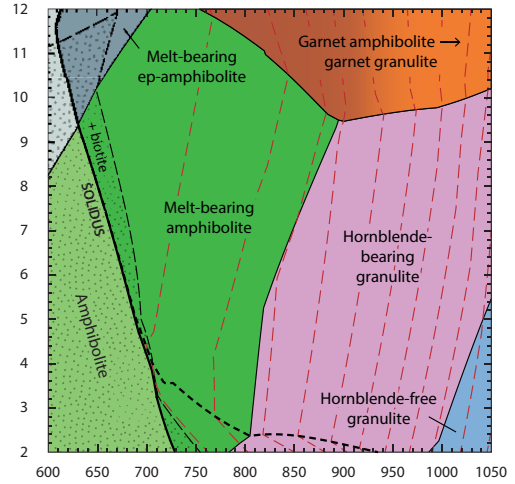 12
11
10
9
8
7
6
5
4
3
2
Melt-bearing
ep-amphibolite
Garnet amphibolite →
garnet granulite
+ biotite
SOLIDUS
Melt-bearing
amphibolite
Hornblende-
bearing
granulite
Amphibolite
Hornblende-free
granulite
600 650 700 750 800 850 900 950 1000 1050